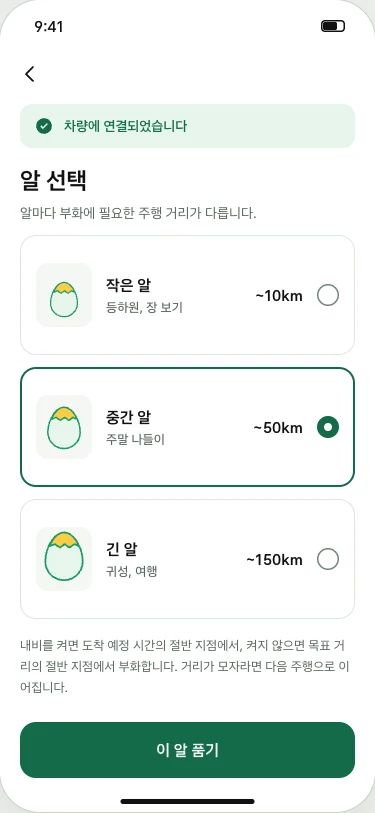 9:41
차량에 연결되었습니다
알 선택
알마다 부화에 필요한 주행 거리가 다릅니다.
작은 알
등하원, 장 보기
~10km
중간 알
주말 나들이
~50km
긴 알
귀성, 여행
~150km
내비를 켜면 도착 예정 시간의 절반 지점에서, 켜지 않으면 목표 거
리의 절반 지점에서 부화합니다. 거리가 모자라면 다음 주행으로 이
어집니다.
이 알 품기